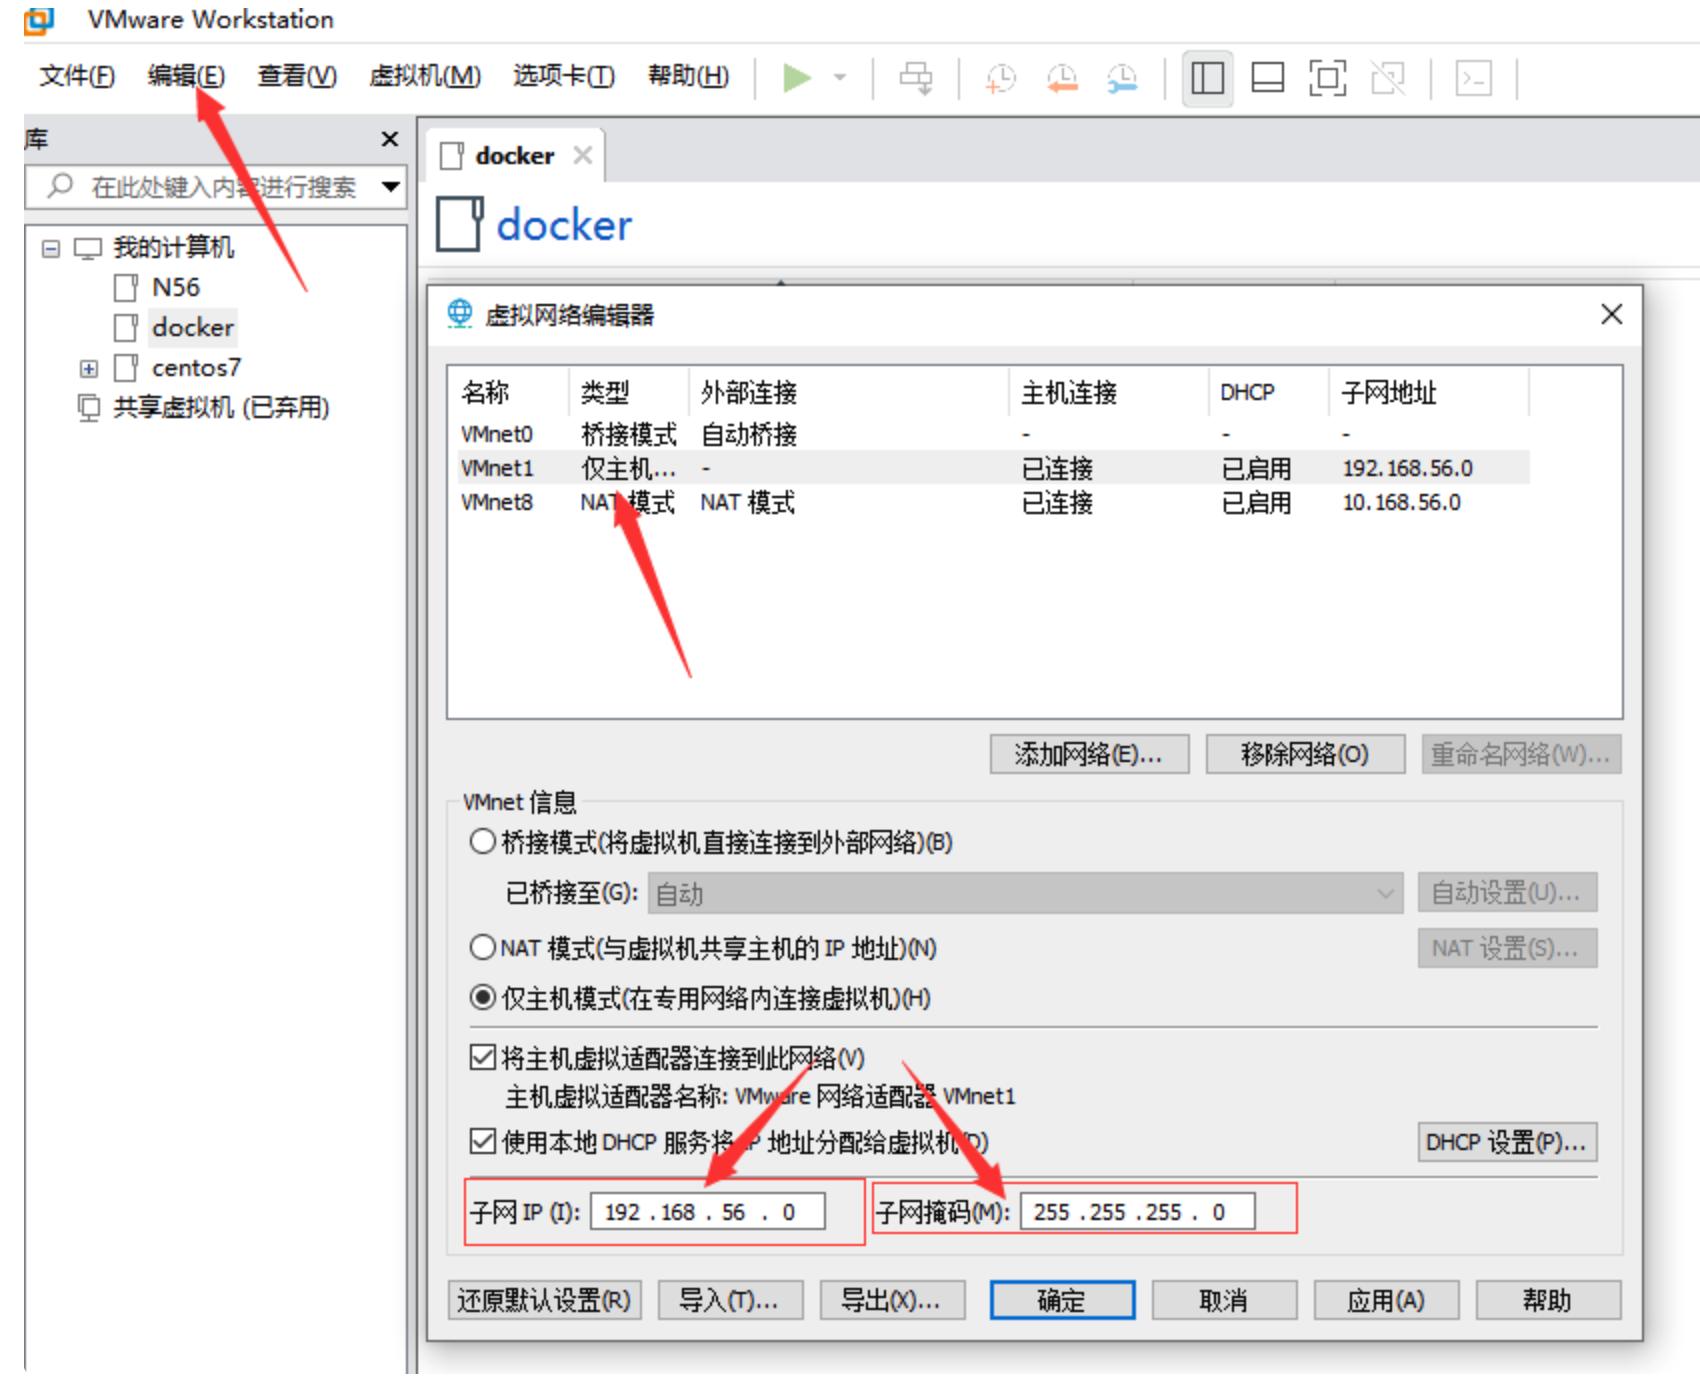 VMware Workstation
文件(F) 编辑(E) 查看(V) 虚拟机(M) 选项卡(T) 帮助(H)
库
在此处键入内容进行搜索
我的计算机
N56
docker
centos7
共享虚拟机 (已弃用)
docker
docker
虚拟网络编辑器
名称 类型 外部连接 主机连接 DHCP 子网地址
VMnet0 桥接模式 自动桥接 - - -
VMnet1 仅主机... - 已连接 已启用 192.168.56.0
VMnet8 NAT 模式 NAT 模式 已连接 已启用 10.168.56.0
添加网络(E)... 移除网络(O) 重命名网络(W)...
VMnet 信息
桥接模式(将虚拟机直接连接到外部网络)(B)
已桥接至(G): 自动 自动设置(U)...
NAT 模式(与虚拟机共享主机的 IP 地址)(N) NAT 设置(S)...
仅主机模式(在专用网络内连接虚拟机)(H)
将主机虚拟适配器连接到此网络(V)
主机虚拟适配器名称: VMware 网络适配器 VMnet1
使用本地 DHCP 服务将 IP 地址分配给虚拟机(D) DHCP 设置(P)...
子网 IP (I): 192 . 168 . 56 . 0 子网掩码(M): 255 . 255 . 255 . 0
还原默认设置(R) 导入(T)... 导出(X)... 确定 取消 应用(A) 帮助